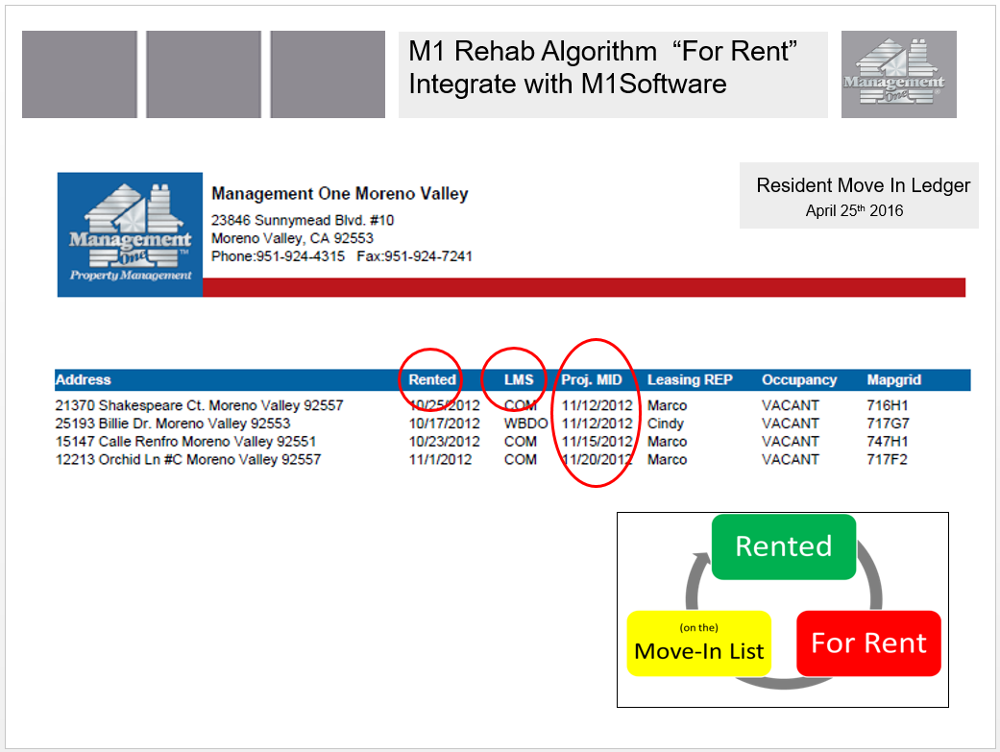 M1 Rehab Algorithm “For Rent”
Integrate with M1Software
Management
One
Resident Move In Ledger
April 25th 2016
Management
One™
Property Management
Management One Moreno Valley
23846 Sunnymead Blvd. #10
Moreno Valley, CA 92553
Phone:951-924-4315 Fax:951-924-7241
Address Rented LMS Proj. MID Leasing REP Occupancy Mapgrid
21370 Shakespeare Ct. Moreno Valley 92557 10/25/2012 COM 11/12/2012 Marco VACANT 716H1
25193 Billie Dr. Moreno Valley 92553 10/17/2012 WBDO 11/12/2012 Cindy VACANT 717G7
15147 Calle Renfro Moreno Valley 92551 10/23/2012 COM 11/15/2012 Marco VACANT 747H1
12213 Orchid Ln #C Moreno Valley 92557 11/1/2012 COM 11/20/2012 Marco VACANT 717F2
Rented
(on the)
Move-In List
For Rent